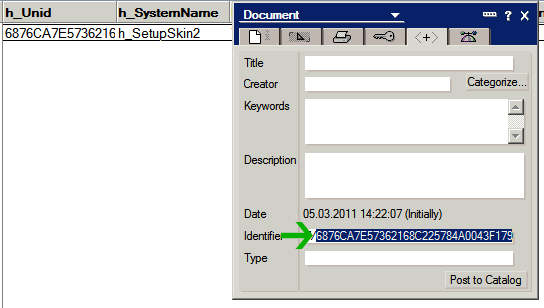 h_Unid h_SystemName
6876CA7E5736216 h_SetupSkin2
Document
Title
Creator
Categorize...
Keywords
Description
Date 05.03.2011 14:22:07 (Initially)
Identifier 6876CA7E57362168C225784A0043F179
Type
Post to Catalog